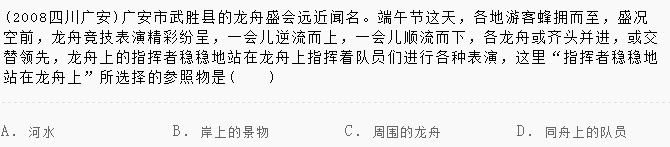 (2008四川广安)广安市武胜县的龙舟盛会远近闻名。端午节这天，各地游客蜂拥而至，盛况
空前，龙舟竞技表演精彩纷呈，一会儿逆流而上，一会儿顺流而下，各龙舟或齐头并进，或交
替领先，龙舟上的指挥者稳稳地站在龙舟上指挥着队员们进行各种表演，这里“指挥者稳稳地
站在龙舟上”所选择的参照物是(    )
A. 河水 B. 岸上的景物 C. 周围的龙舟 D. 同舟上的队员